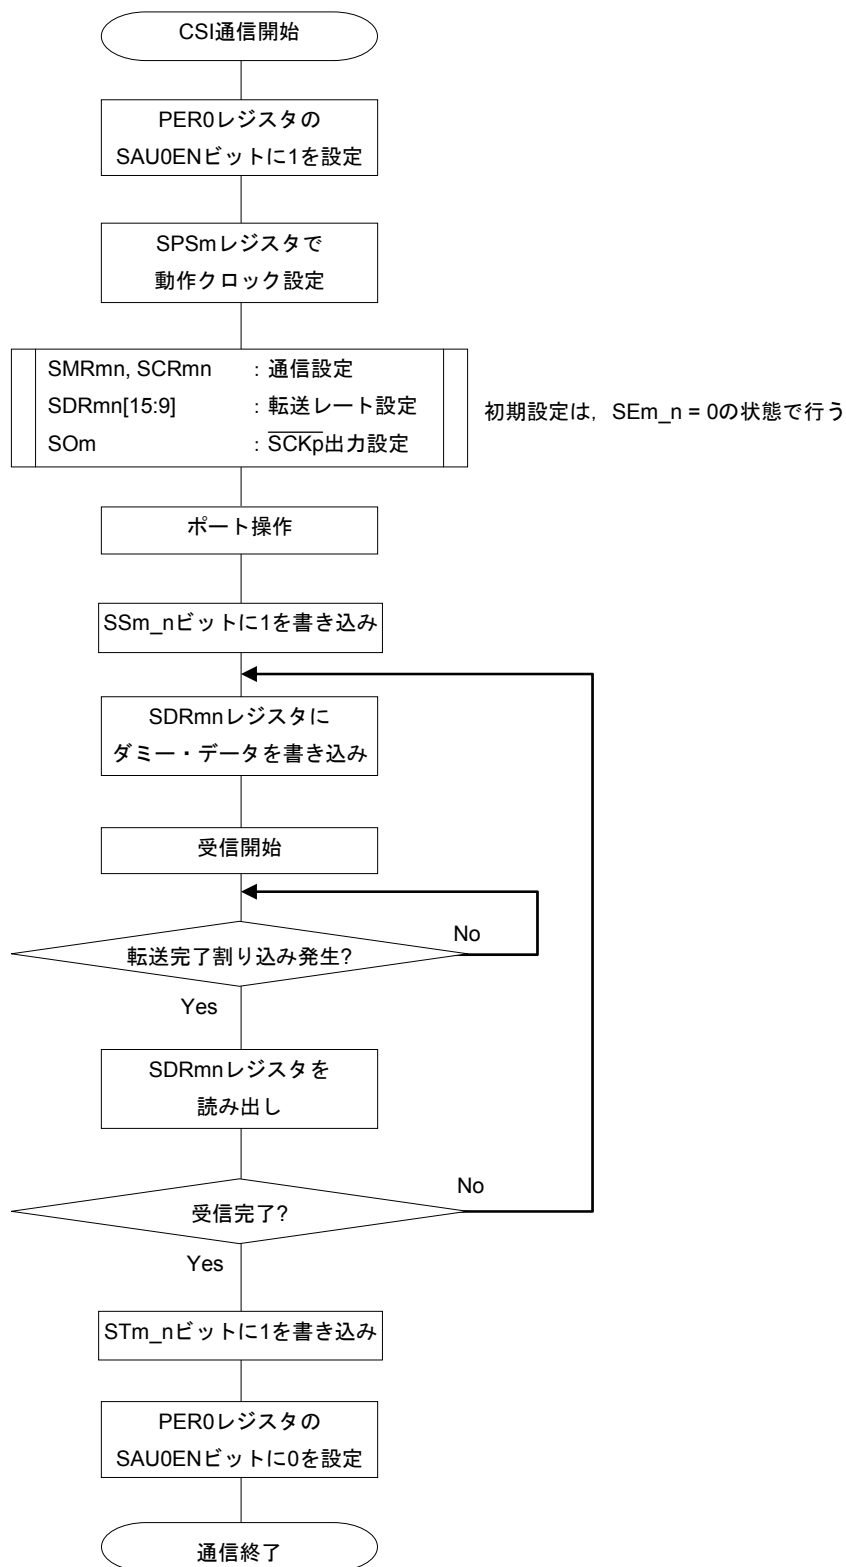 CSI通信開始
PER0レジスタの
SAU0ENビットに1を設定
SPSmレジスタで
動作クロック設定
SMRmn, SCRmn :通信設定
SDRmn[15:9] :転送レート設定
SOm :SCKp出力設定
初期設定は,SEm_n = 0の状態で行う
ポート操作
SSm_nビットに1を書き込み
SDRmnレジスタに
ダミー・データを書き込み
受信開始
転送完了割り込み発生?
No
Yes
SDRmnレジスタを
読み出し
受信完了?
No
Yes
STm_nビットに1を書き込み
PER0レジスタの
SAU0ENビットに0を設定
通信終了